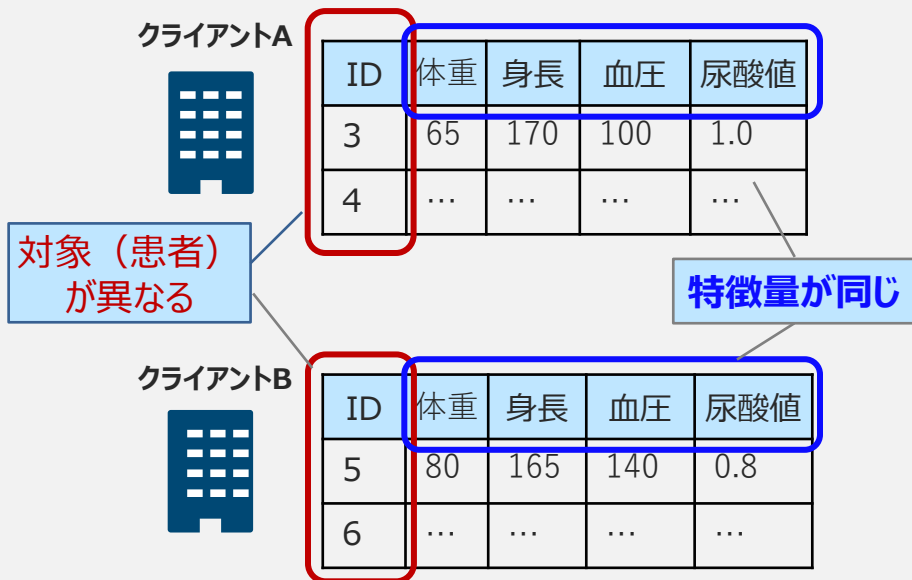 クライアントA
ID 体重 身長 血圧 尿酸値
3 65 170 100 1.0
4 … … … …
対象（患者）
が異なる
特徴量が同じ
クライアントB
ID 体重 身長 血圧 尿酸値
5 80 165 140 0.8
6 … … … …